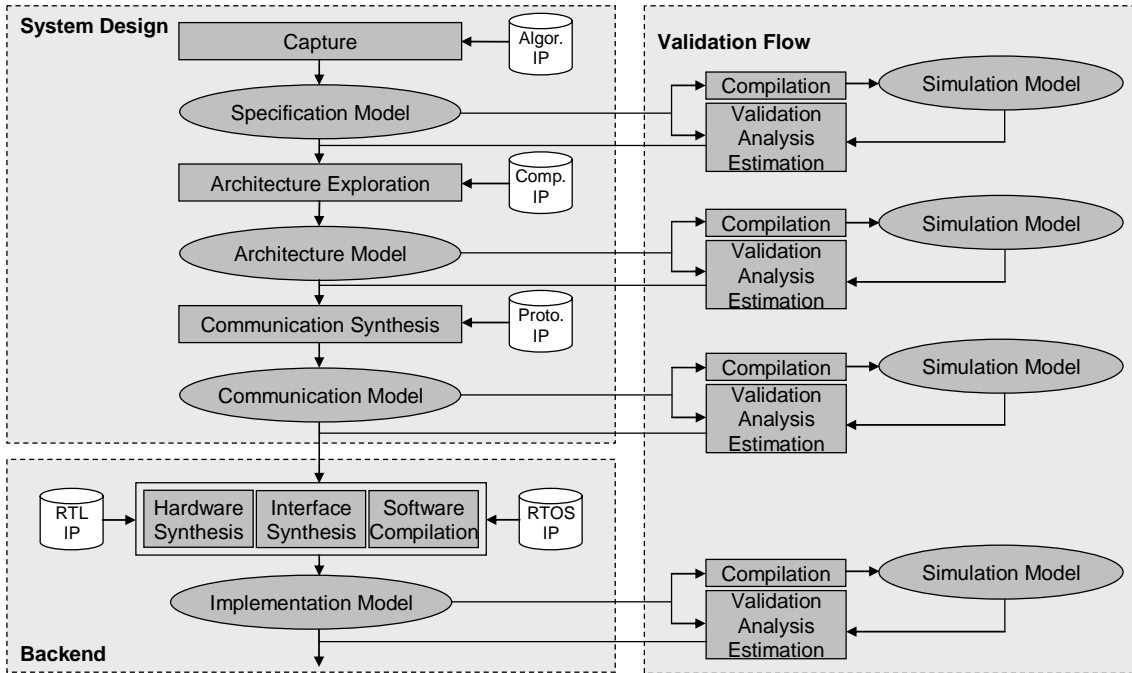 System Design
Capture
Algor.
IP
Specification Model
Architecture Exploration
Comp.
IP
Architecture Model
Communication Synthesis
Proto.
IP
Communication Model
RTL
IP
Hardware
Synthesis
Interface
Synthesis
Software
Compilation
RTOS
IP
Implementation Model
Backend
Validation Flow
Compilation
Simulation Model
Validation
Analysis
Estimation
Compilation
Simulation Model
Validation
Analysis
Estimation
Compilation
Simulation Model
Validation
Analysis
Estimation
Compilation
Simulation Model
Validation
Analysis
Estimation